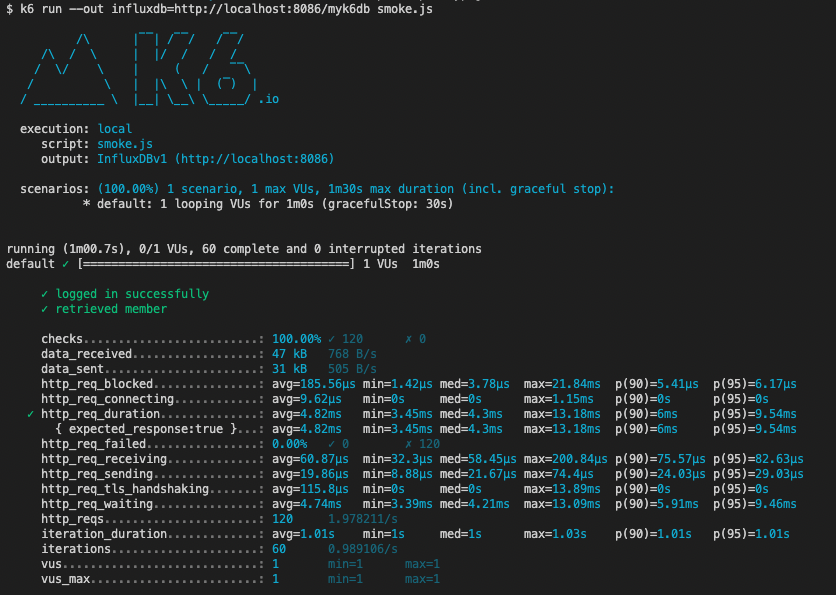 $ k6 run --out influxdb=http://localhost:8086/myk6db smoke.js
          /\      |‾‾| /‾‾/   /‾‾/
     /\  /  \     |  |/  /   /  /
    /  \/    \    |     (   /   ‾‾\
   /          \   |  |\  \ |  (‾)  |
  / __________ \  |__| \__\ \_____/ .io
execution: local
script: smoke.js
output: InfluxDBv1 (http://localhost:8086)
scenarios: (100.00%) 1 scenario, 1 max VUs, 1m30s max duration (incl. graceful stop):
* default: 1 looping VUs for 1m0s (gracefulStop: 30s)
running (1m00.7s), 0/1 VUs, 60 complete and 0 interrupted iterations
default ✓ [======================================] 1 VUs  1m0s
✓ logged in successfully
✓ retrieved member
checks.........................: 100.00% ✓ 120      ✗ 0
data_received..................: 47 kB   768 B/s
data_sent......................: 31 kB   505 B/s
http_req_blocked...............: avg=185.56µs min=1.42µs med=3.78µs  max=21.84ms  p(90)=5.41µs  p(95)=6.17µs
http_req_connecting............: avg=9.62µs   min=0s     med=0s      max=1.15ms   p(90)=0s      p(95)=0s
✓ http_req_duration..............: avg=4.82ms   min=3.45ms med=4.3ms   max=13.18ms  p(90)=6ms     p(95)=9.54ms
{ expected_response:true }...: avg=4.82ms   min=3.45ms med=4.3ms   max=13.18ms  p(90)=6ms     p(95)=9.54ms
http_req_failed................: 0.00%   ✓ 0        ✗ 120
http_req_receiving.............: avg=60.87µs  min=32.3µs med=58.45µs max=200.84µs p(90)=75.57µs p(95)=82.63µs
http_req_sending...............: avg=19.86µs  min=8.88µs med=21.67µs max=74.4µs   p(90)=24.03µs p(95)=29.03µs
http_req_tls_handshaking.......: avg=115.8µs  min=0s     med=0s      max=13.89ms  p(90)=0s      p(95)=0s
http_req_waiting...............: avg=4.74ms   min=3.39ms med=4.21ms  max=13.09ms  p(90)=5.91ms  p(95)=9.46ms
http_reqs......................: 120     1.978211/s
iteration_duration.............: avg=1.01s    min=1s     med=1s      max=1.03s    p(90)=1.01s   p(95)=1.01s
iterations.....................: 60      0.989106/s
vus............................: 1       min=1      max=1
vus_max........................: 1       min=1      max=1